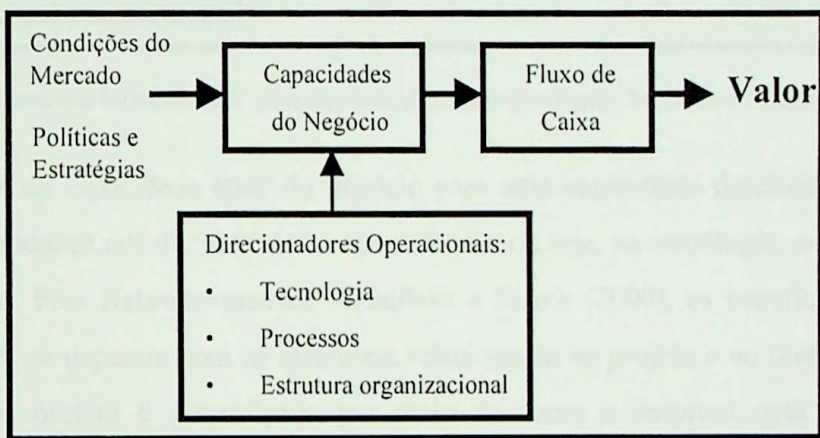 Condições do
Mercado
Políticas e
Estratégias
Capacidades
do Negócio
Fluxo de
Caixa
Valor
Direcionadores Operacionais:
• Tecnologia
• Processos
• Estrutura organizacional